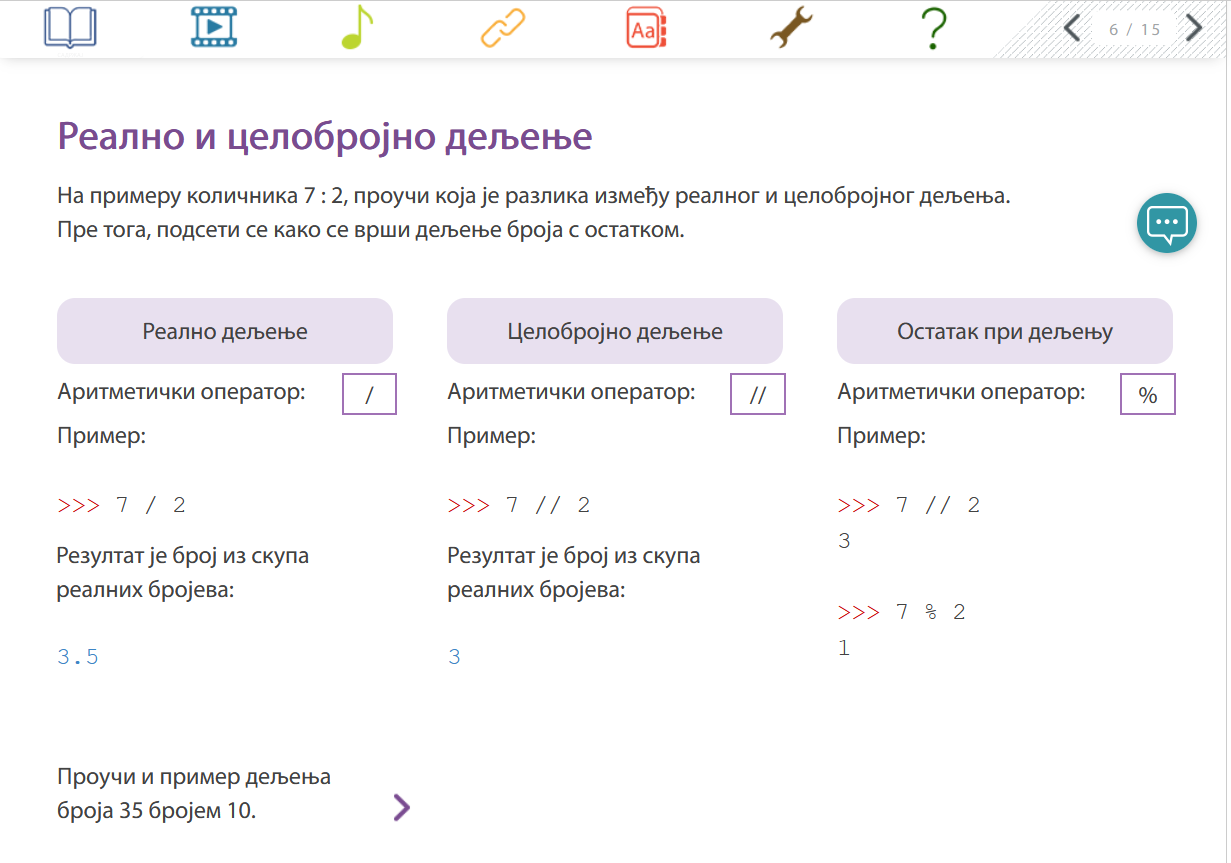 Aa
6 / 15
Реално и целобројно дељење
На примеру количника 7 : 2, проучи која је разлика између реалног и целобројног дељења.
Пре тога, подсети се како се врши дељење броја с остатком.
Реално дељење
Аритметички оператор: /
Пример:
>>> 7 / 2
Резултат је број из скупа
реалних бројева:
3.5
Целобројно дељење
Аритметички оператор: //
Пример:
>>> 7 // 2
Резултат је број из скупа
реалних бројева:
3
Остатак при дељењу
Аритметички оператор: %
Пример:
>>> 7 // 2
3
>>> 7 % 2
1
Проучи и пример дељења
броја 35 бројем 10.